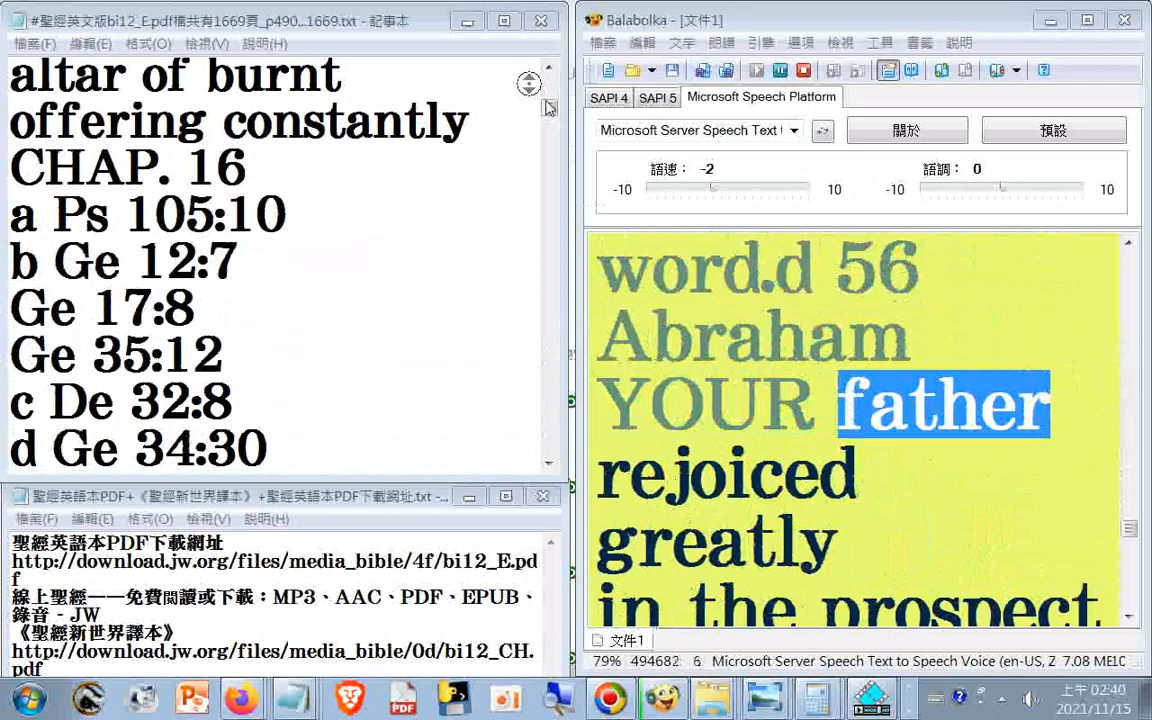 #聖經英文版bi12_E.pdf檔共有1669頁_p490,...1669.txt - 記事本
檔案(F) 編輯(E) 格式(O) 檢視(V) 說明(H)
altar of burnt
offering constantly
CHAP. 16
a Ps 105:10
b Ge 12:7
Ge 17:8
Ge 35:12
c De 32:8
d Ge 34:30
聖經英語本PDF+《聖經新世界譯本》+聖經英語本PDF下載網址.txt -...
檔案(F) 編輯(E) 格式(O) 檢視(V) 說明(H)
聖經英語本PDF下載網址
http://download.jw.org/files/media_bible/4f/bi12_E.pd
f
線上聖經——免費閱讀或下載：MP3、AAC、PDF、EPUB、
錄音 - JW
《聖經新世界譯本》
http://download.jw.org/files/media_bible/0d/bi12_CH.
pdf
Balabolka - [文件1]
檔案 編輯 文字 朗讀 引擎 選項 檢視 工具 書籤 說明
SAPI 4 SAPI 5 Microsoft Speech Platform
Microsoft Server Speech Text 關於 預設
語速： -2 語調： 0
-10 10 -10 10
word.d 56
Abraham
YOUR father
rejoiced
greatly
in the prospect
文件1
79% 494682 Microsoft Server Speech Text to Speech Voice (en-US, Z 7.08 ME10
PDF
上午 02:40
2021/11/15